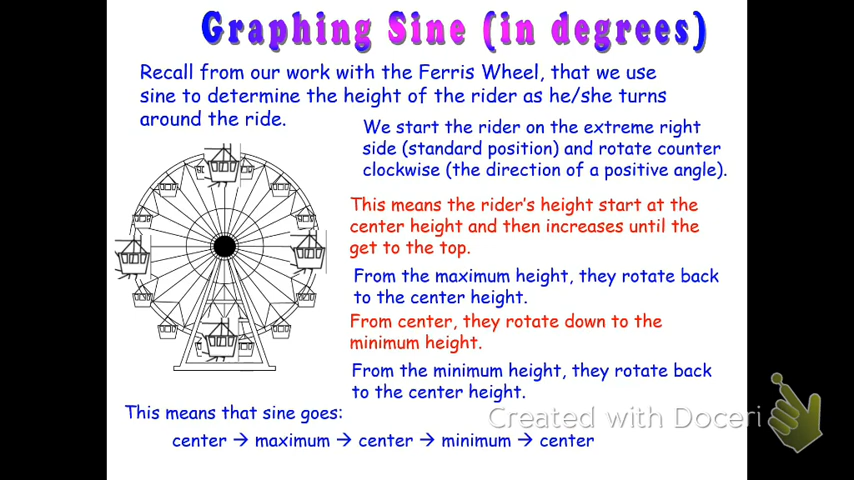 Graphing Sine (in degrees)
Recall from our work with the Ferris Wheel, that we use
sine to determine the height of the rider as he/she turns
around the ride.
We start the rider on the extreme right
side (standard position) and rotate counter
clockwise (the direction of a positive angle).
This means the rider's height start at the
center height and then increases until the
get to the top.
From the maximum height, they rotate back
to the center height.
From center, they rotate down to the
minimum height.
From the minimum height, they rotate back
to the center height.
This means that sine goes:
center → maximum → center → minimum → center
Created with Doceri